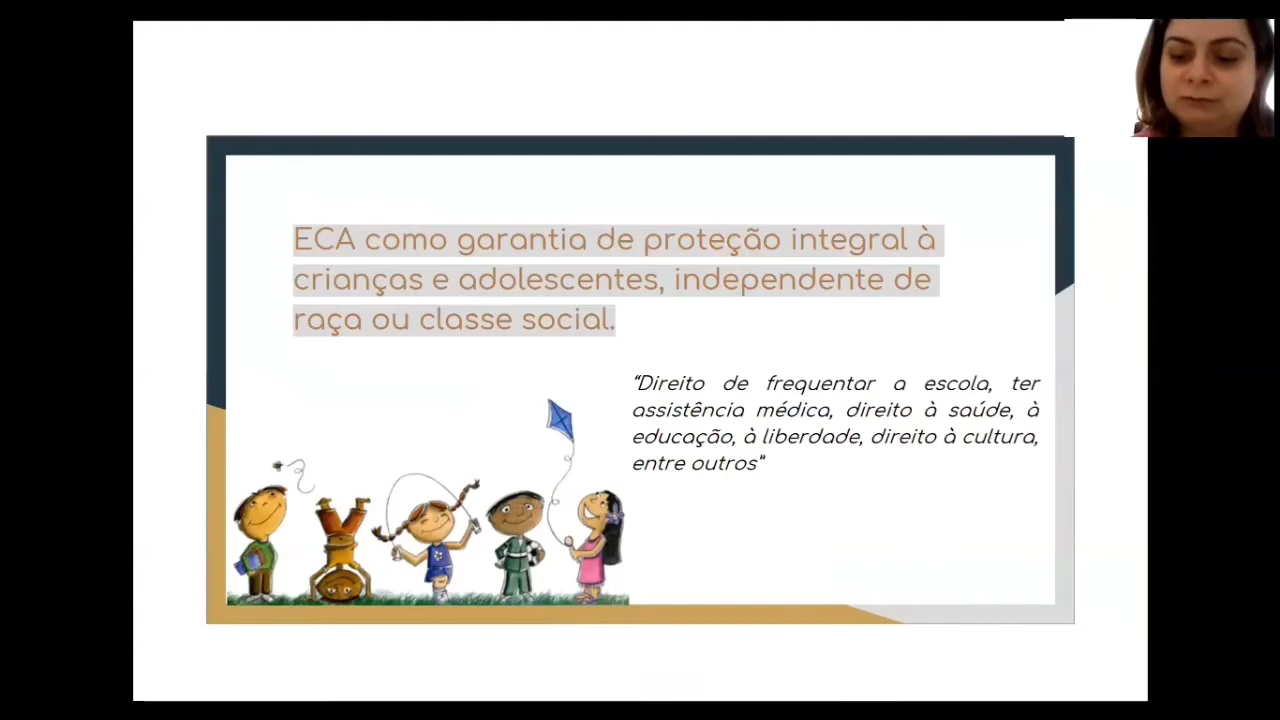 ECA como garantia de proteção integral à
crianças e adolescentes, independente de
raça ou classe social.
“Direito de frequentar a escola, ter
assistência médica, direito à saúde, à
educação, à liberdade, direito à cultura,
entre outros”